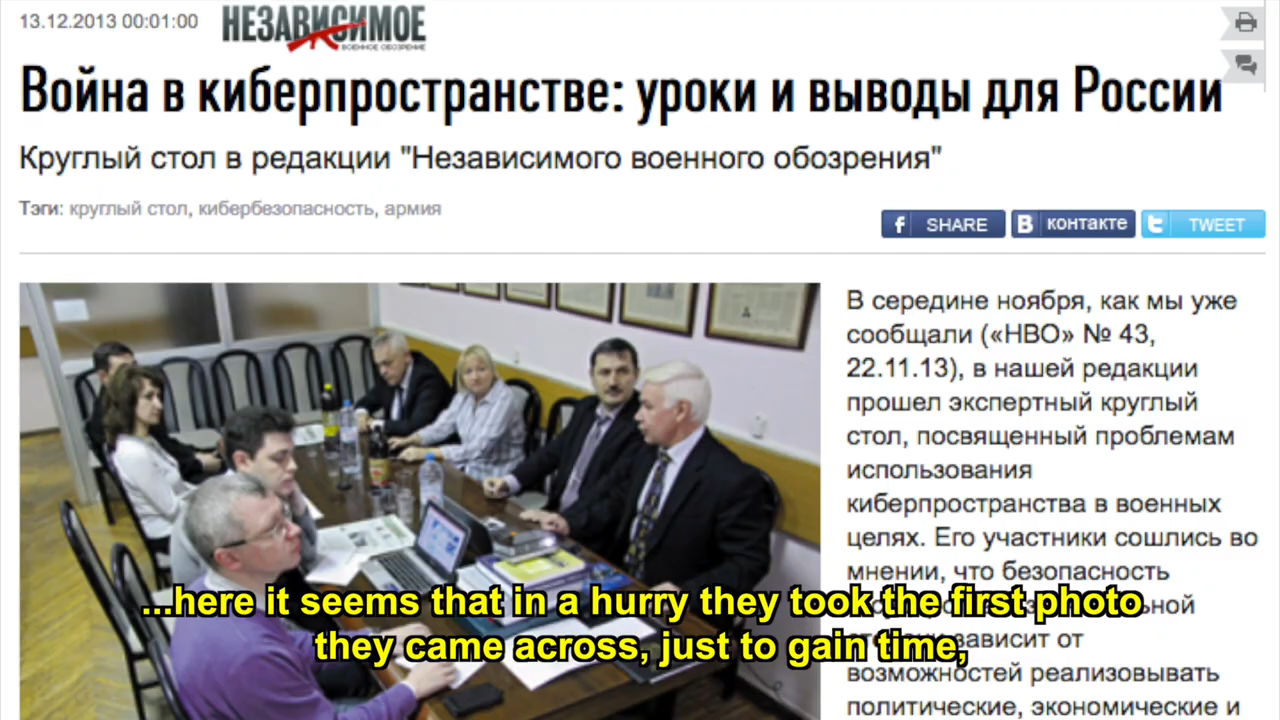 13.12.2013 00:01:00
НЕЗАВИСИМОЕ
ВОЕННОЕ ОБОЗРЕНИЕ
Война в киберпространстве: уроки и выводы для России
Круглый стол в редакции "Независимого военного обозрения"
Тэги: круглый стол, кибербезопасность, армия
f SHARE
В контакте
t TWEET
В середине ноября, как мы уже
сообщали («НВО» № 43,
22.11.13), в нашей редакции
прошел экспертный круглый
стол, посвященный проблемам
использования
киберпространства в военных
целях. Его участники сошлись во
мнении, что безопасность
зависит от
возможностей реализовывать
политические, экономические и
...here it seems that in a hurry they took the first photo
they came across, just to gain time,